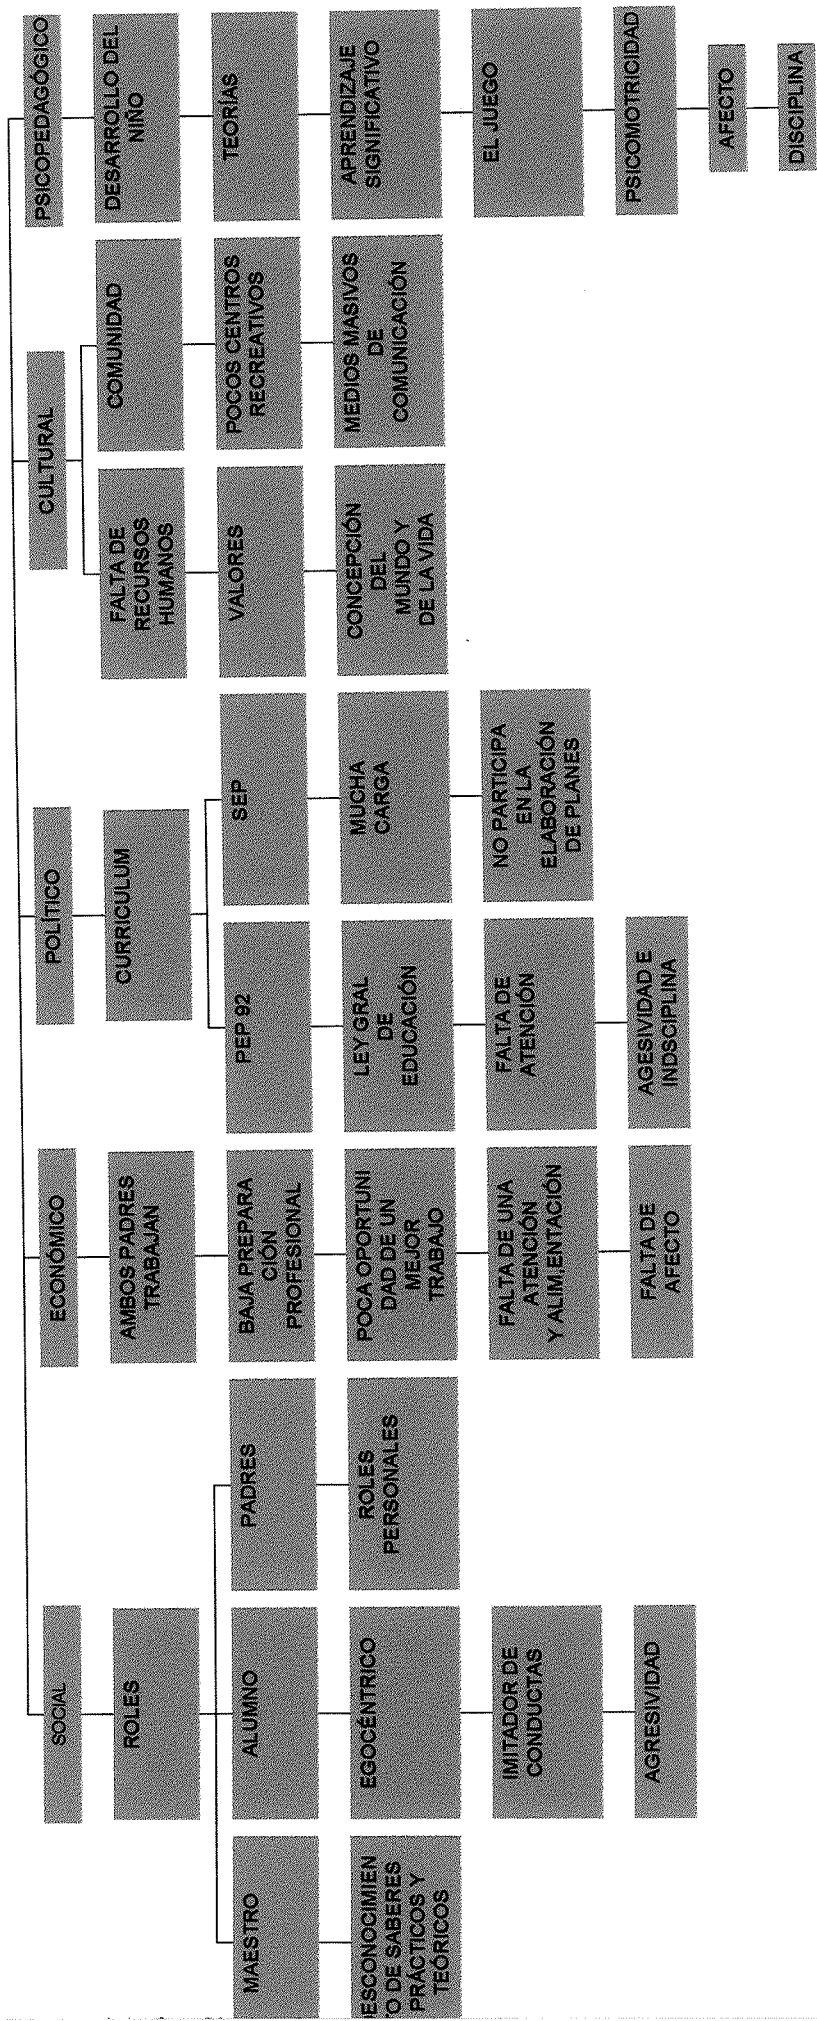 SOCIAL
ROLES
MAESTRO
ESCONOCIMIEN
O DE SABERES
PRÁCTICOS Y
TEÓRICOS
ALUMNO
EGOCÉNTRICO
IMITADOR DE
CONDUCTAS
AGRESIVIDAD
PADRES
ROLES
PERSONALES
ECONÓMICO
AMBOS PADRES
TRABAJAN
BAJA PREPARA
CIÓN
PROFESIONAL
POCA OPORTUNI
DAD DE UN
MEJOR
TRABAJO
FALTA DE UNA
ATENCIÓN
Y ALIMENTACIÓN
FALTA DE
AFECTO
POLÍTICO
CURRICULUM
PEP 92
LEY GRAL
DE
EDUCACIÓN
FALTA DE
ATENCIÓN
AGESIVIDAD E
INDSCIPLINA
SEP
MUCHA
CARGA
NO PARTICIPA
EN LA
ELABORACIÓN
DE PLANES
CULTURAL
FALTA DE
RECURSOS
HUMANOS
VALORES
CONCEPCIÓN
DEL
MUNDO Y
DE LA VIDA
COMUNIDAD
POCOS CENTROS
RECREATIVOS
MEDIOS MASIVOS
DE
COMUNICACIÓN
PSICOPEDAGÓGICO
DESARROLLO DEL
NIÑO
TEORÍAS
APRENDIZAJE
SIGNIFICATIVO
EL JUEGO
PSICOMOTRICIDAD
AFECTO
DISCIPLINA